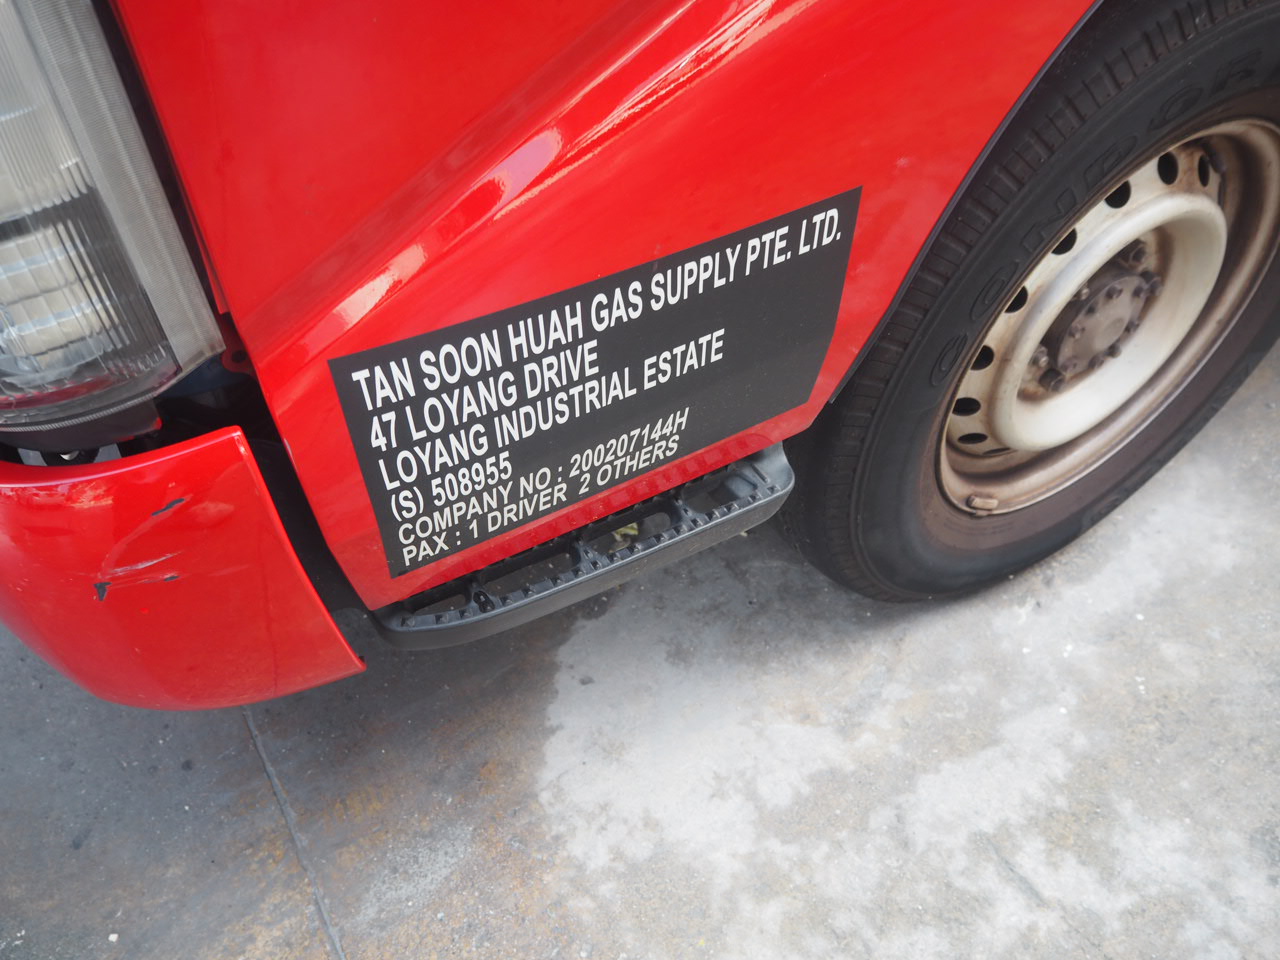 TAN SOON HUAH GAS SUPPLY PTE. LTD.
47 LOYANG DRIVE
LOYANG INDUSTRIAL ESTATE
(S) 508955
COMPANY NO : 200207144H
PAX : 1 DRIVER 2 OTHERS
CONDOR